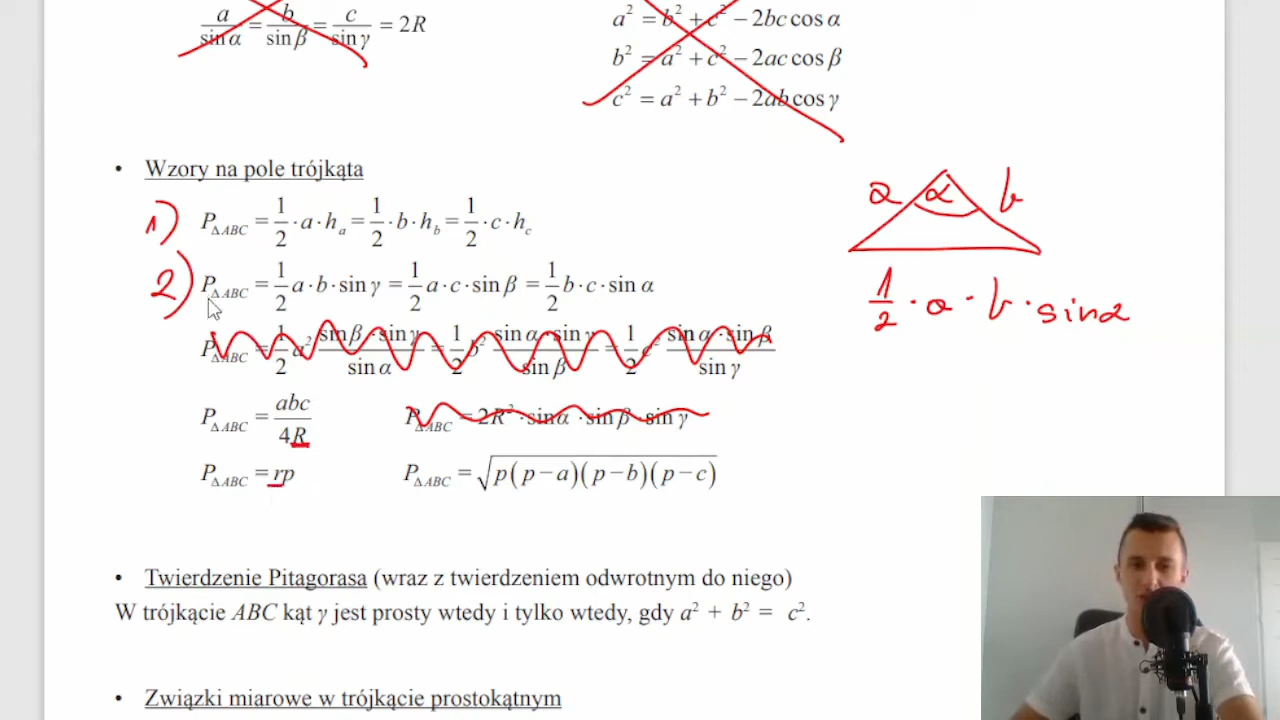 a/sin α = b/sin β = c/sin γ = 2R
a² = b² + c² − 2bc cos α
b² = a² + c² − 2ac cos β
c² = a² + b² − 2ab cos γ
• Wzory na pole trójkąta
1) P_ΔABC = 1/2 · a · h_a = 1/2 · b · h_b = 1/2 · c · h_c
2) P_ΔABC = 1/2 a · b · sin γ = 1/2 a · c · sin β = 1/2 b · c · sin α
P_ΔABC = 1/2 a² sin β · sin γ / sin α = 1/2 b² sin α · sin γ / sin β = 1/2 c² sin α · sin β / sin γ
P_ΔABC = abc/4R P_ΔABC = 2R² · sin α · sin β · sin γ
P_ΔABC = rp P_ΔABC = √(p(p−a)(p−b)(p−c))
a α b
1/2 · a · b · sin α
• Twierdzenie Pitagorasa (wraz z twierdzeniem odwrotnym do niego)
W trójkącie ABC kąt γ jest prosty wtedy i tylko wtedy, gdy a² + b² = c².
• Związki miarowe w trójkącie prostokątnym